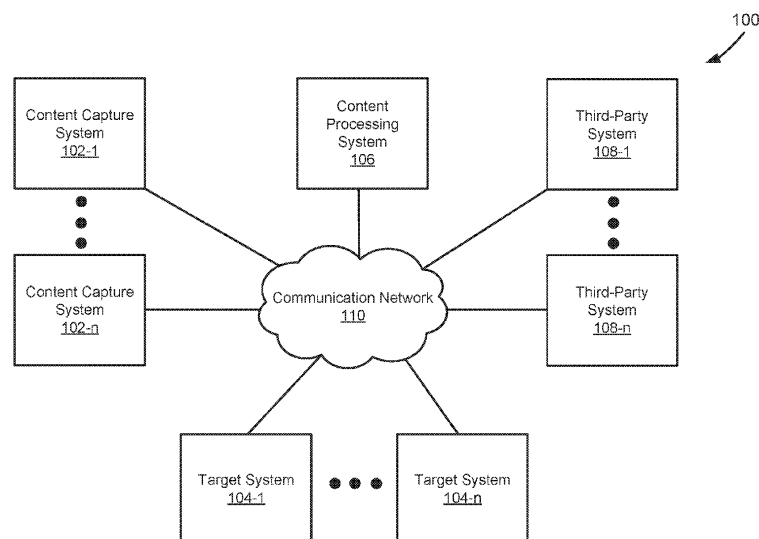 100
Content Capture
System
102-1
Content
Processing
System
106
Third-Party
System
108-1
Content Capture
System
102-n
Communication Network
110
Third-Party
System
108-n
Target System
104-1
Target System
104-n